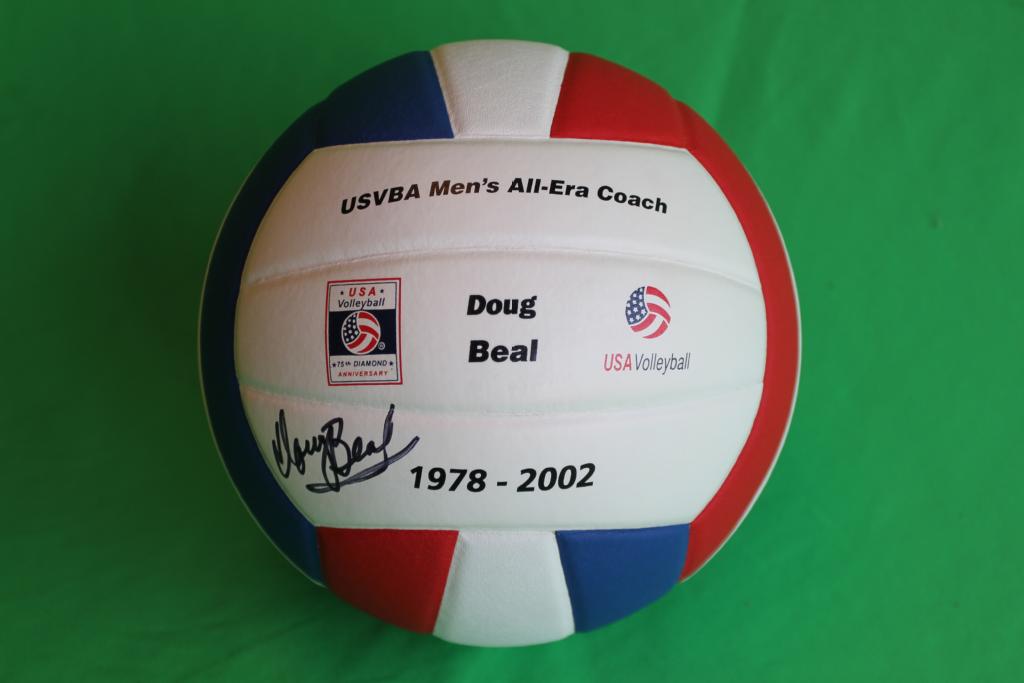 USVBA Men's All-Era Coach
USA
Volleyball
75th DIAMOND
ANNIVERSARY
Doug
Beal
USA Volleyball
Doug Beal
1978 - 2002